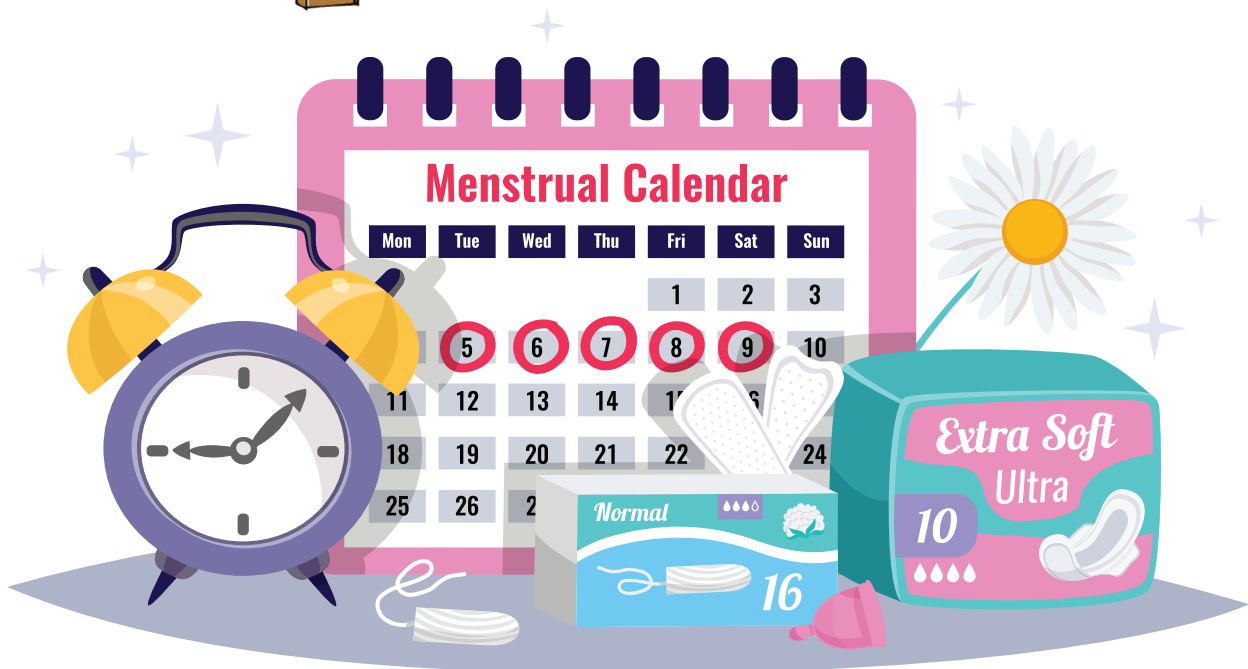 Menstrual Calendar
Mon Tue Wed Thu Fri Sat Sun
1 2 3
5 6 7 8 9 10
11 12 13 14
18 19 20 21 22 24
25 26
Extra Soft
Ultra
10
Normal
16